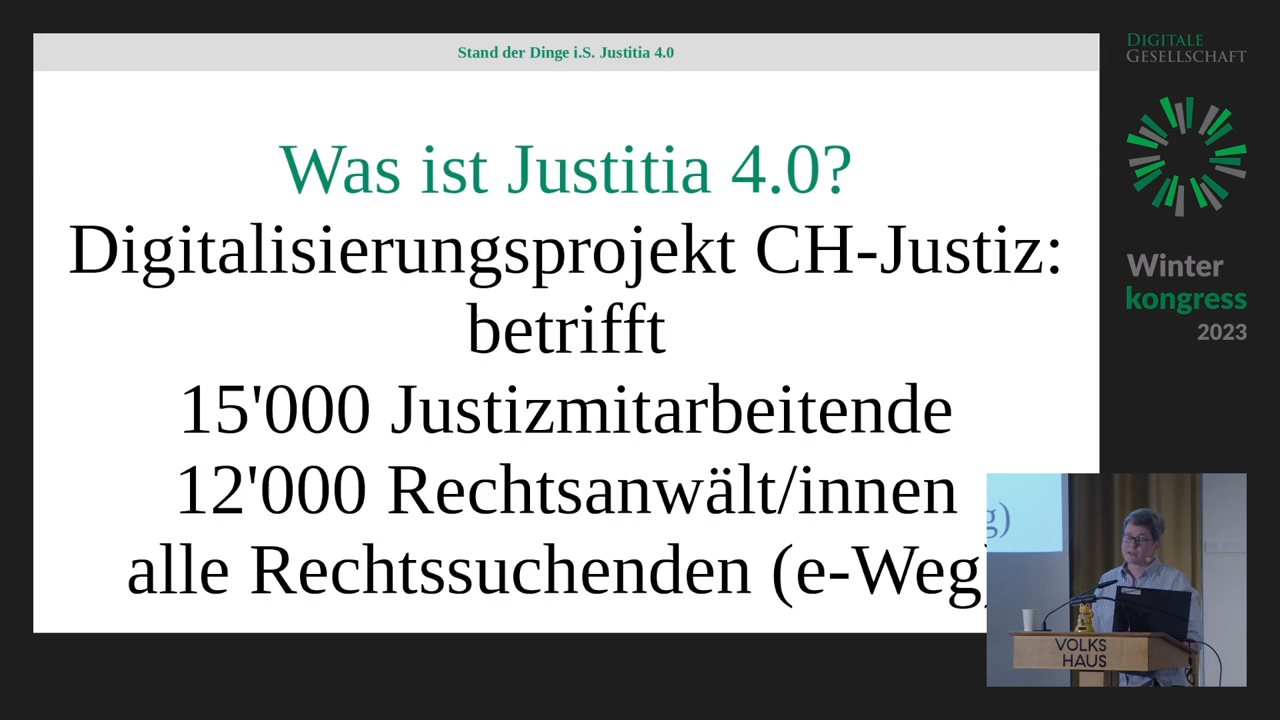 Stand der Dinge i.S. Justitia 4.0
Was ist Justitia 4.0?
Digitalisierungsprojekt CH-Justiz:
betrifft
15'000 Justizmitarbeitende
12'000 Rechtsanwält/innen
alle Rechtssuchenden (e-Weg)
DIGITALE
GESELLSCHAFT
Winter
kongress
2023
g)
VOLKS
HAUS